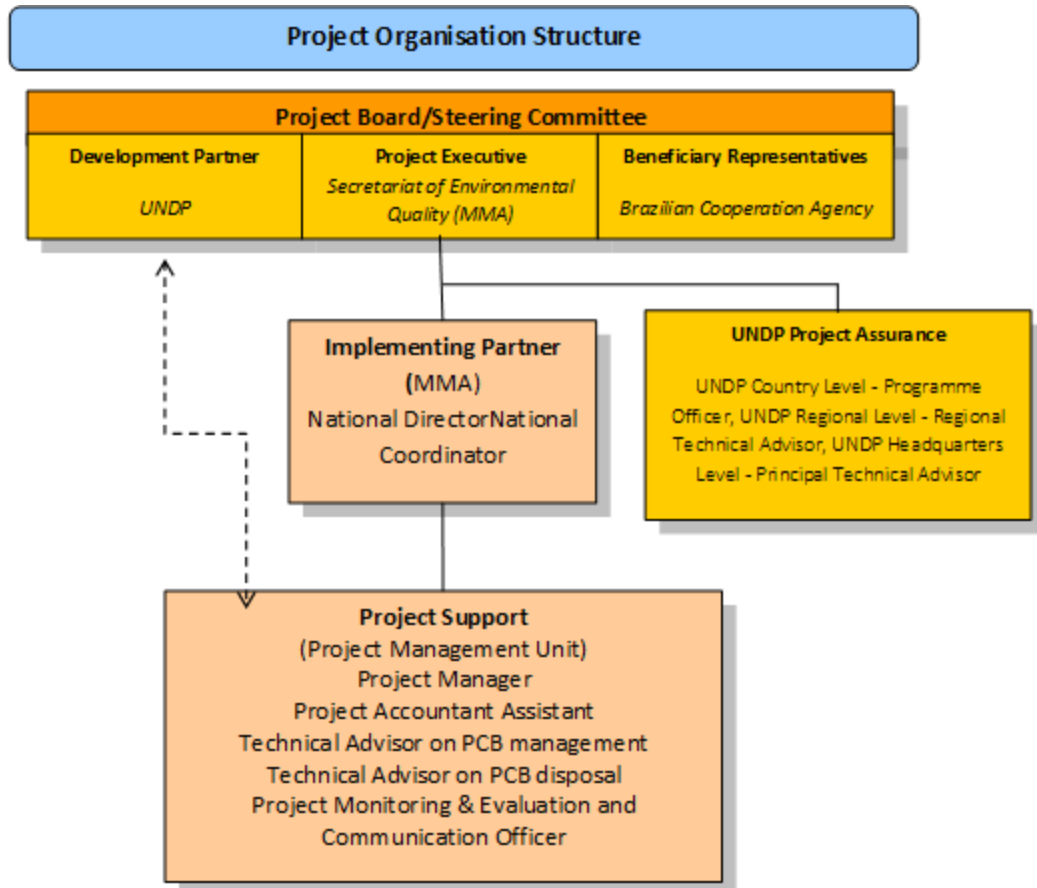 Project Organisation Structure
Project Board/Steering Committee
Development Partner
UNDP
Project Executive
Secretariat of Environmental
Quality (MMA)
Beneficiary Representatives
Brazilian Cooperation Agency
Implementing Partner
(MMA)
National DirectorNational
Coordinator
UNDP Project Assurance
UNDP Country Level - Programme
Officer, UNDP Regional Level - Regional
Technical Advisor, UNDP Headquarters
Level - Principal Technical Advisor
Project Support
(Project Management Unit)
Project Manager
Project Accountant Assistant
Technical Advisor on PCB management
Technical Advisor on PCB disposal
Project Monitoring & Evaluation and
Communication Officer